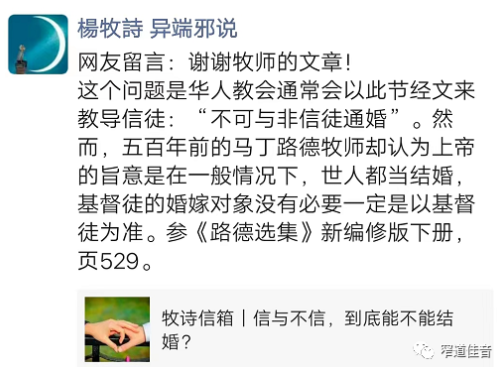 楊牧詩 异端邪说
网友留言：谢谢牧师的文章！
这个问题是华人教会通常会以此节经文来
教导信徒：“不可与非信徒通婚”。然
而，五百年前的马丁路德牧师却认为上帝
的旨意是在一般情况下，世人都当结婚，
基督徒的婚嫁对象没有必要一定是以基督
徒为准。参《路德选集》新编修版下册，
页529。
牧诗信箱丨信与不信，到底能不能结
婚？
窄道佳音